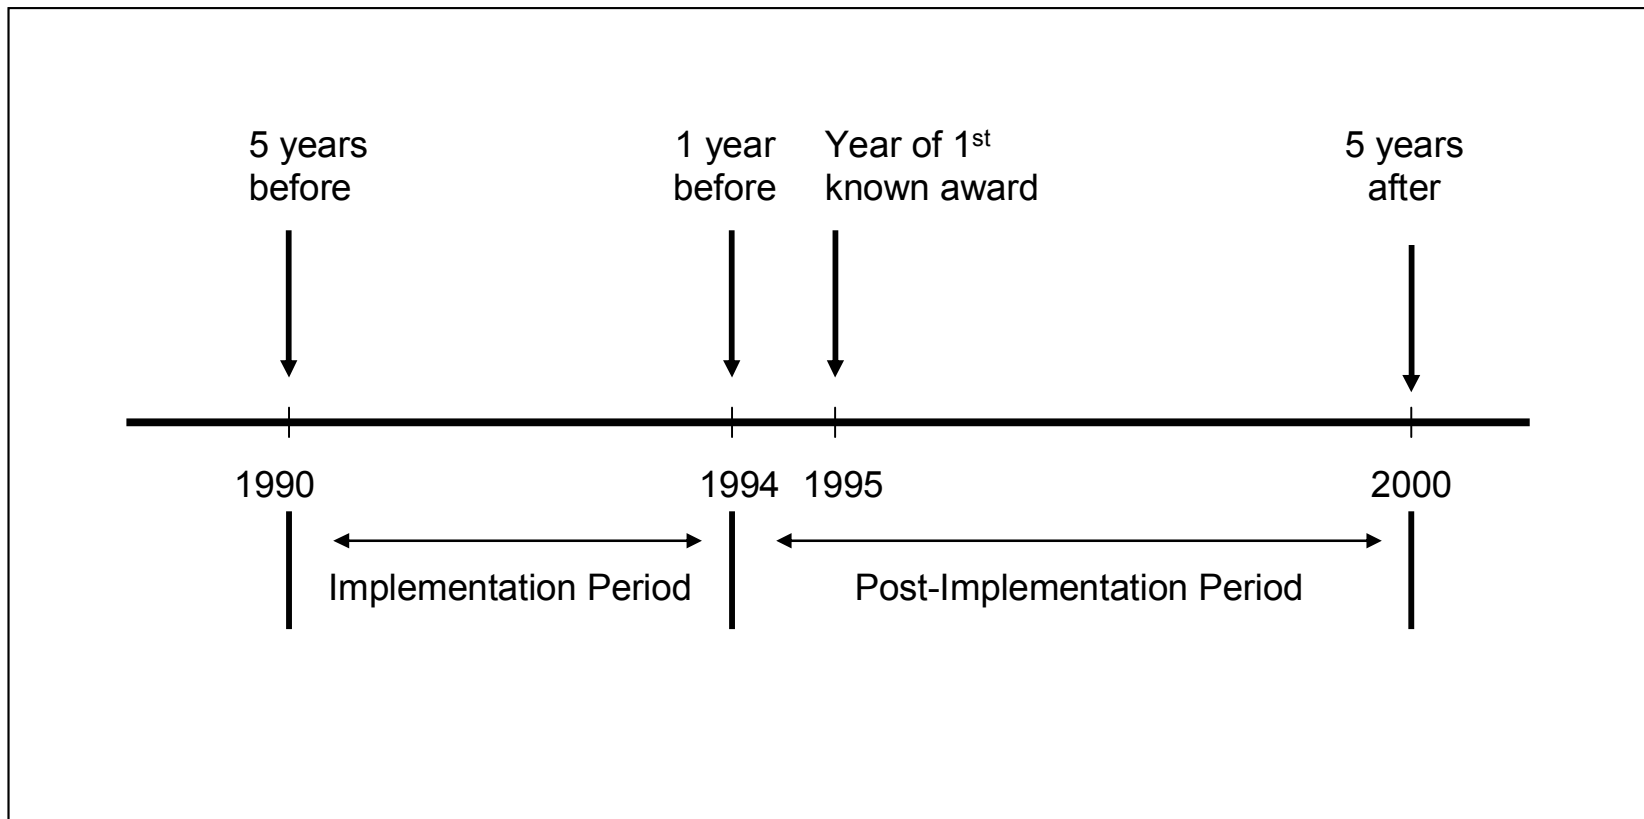 5 years
before
1 year
before
Year of 1st
known award
5 years
after
1990
1994
1995
2000
Implementation Period
Post-Implementation Period